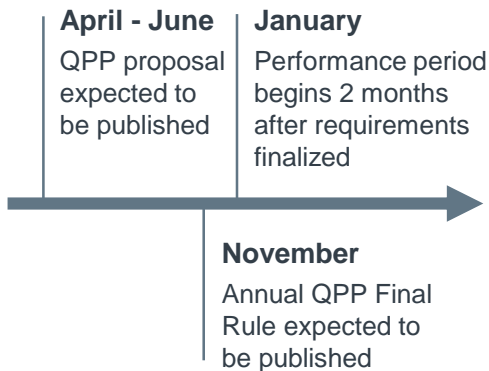 April - June
QPP proposal
expected to
be published
January
Performance period
begins 2 months
after requirements
finalized
November
Annual QPP Final
Rule expected to
be published